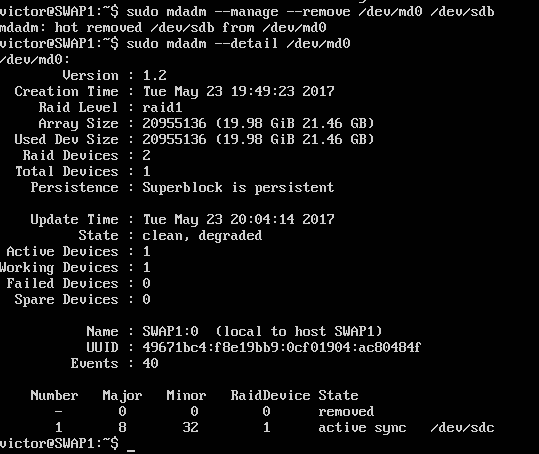 victor@SWAP1:~$ sudo mdadm --manage --remove /dev/md0 /dev/sdb
mdadm: hot removed /dev/sdb from /dev/md0
victor@SWAP1:~$ sudo mdadm --detail /dev/md0
/dev/md0:
Version : 1.2
Creation Time : Tue May 23 19:49:23 2017
Raid Level : raid1
Array Size : 20955136 (19.98 GiB 21.46 GB)
Used Dev Size : 20955136 (19.98 GiB 21.46 GB)
Raid Devices : 2
Total Devices : 1
Persistence : Superblock is persistent
Update Time : Tue May 23 20:04:14 2017
State : clean, degraded
Active Devices : 1
Working Devices : 1
Failed Devices : 0
Spare Devices : 0
Name : SWAP1:0 (local to host SWAP1)
UUID : 49671bc4:f8e19bb9:0cf01904:ac80484f
Events : 40
Number Major Minor RaidDevice State
- 0 0 0 removed
1 8 32 1 active sync /dev/sdc
victor@SWAP1:~$ _